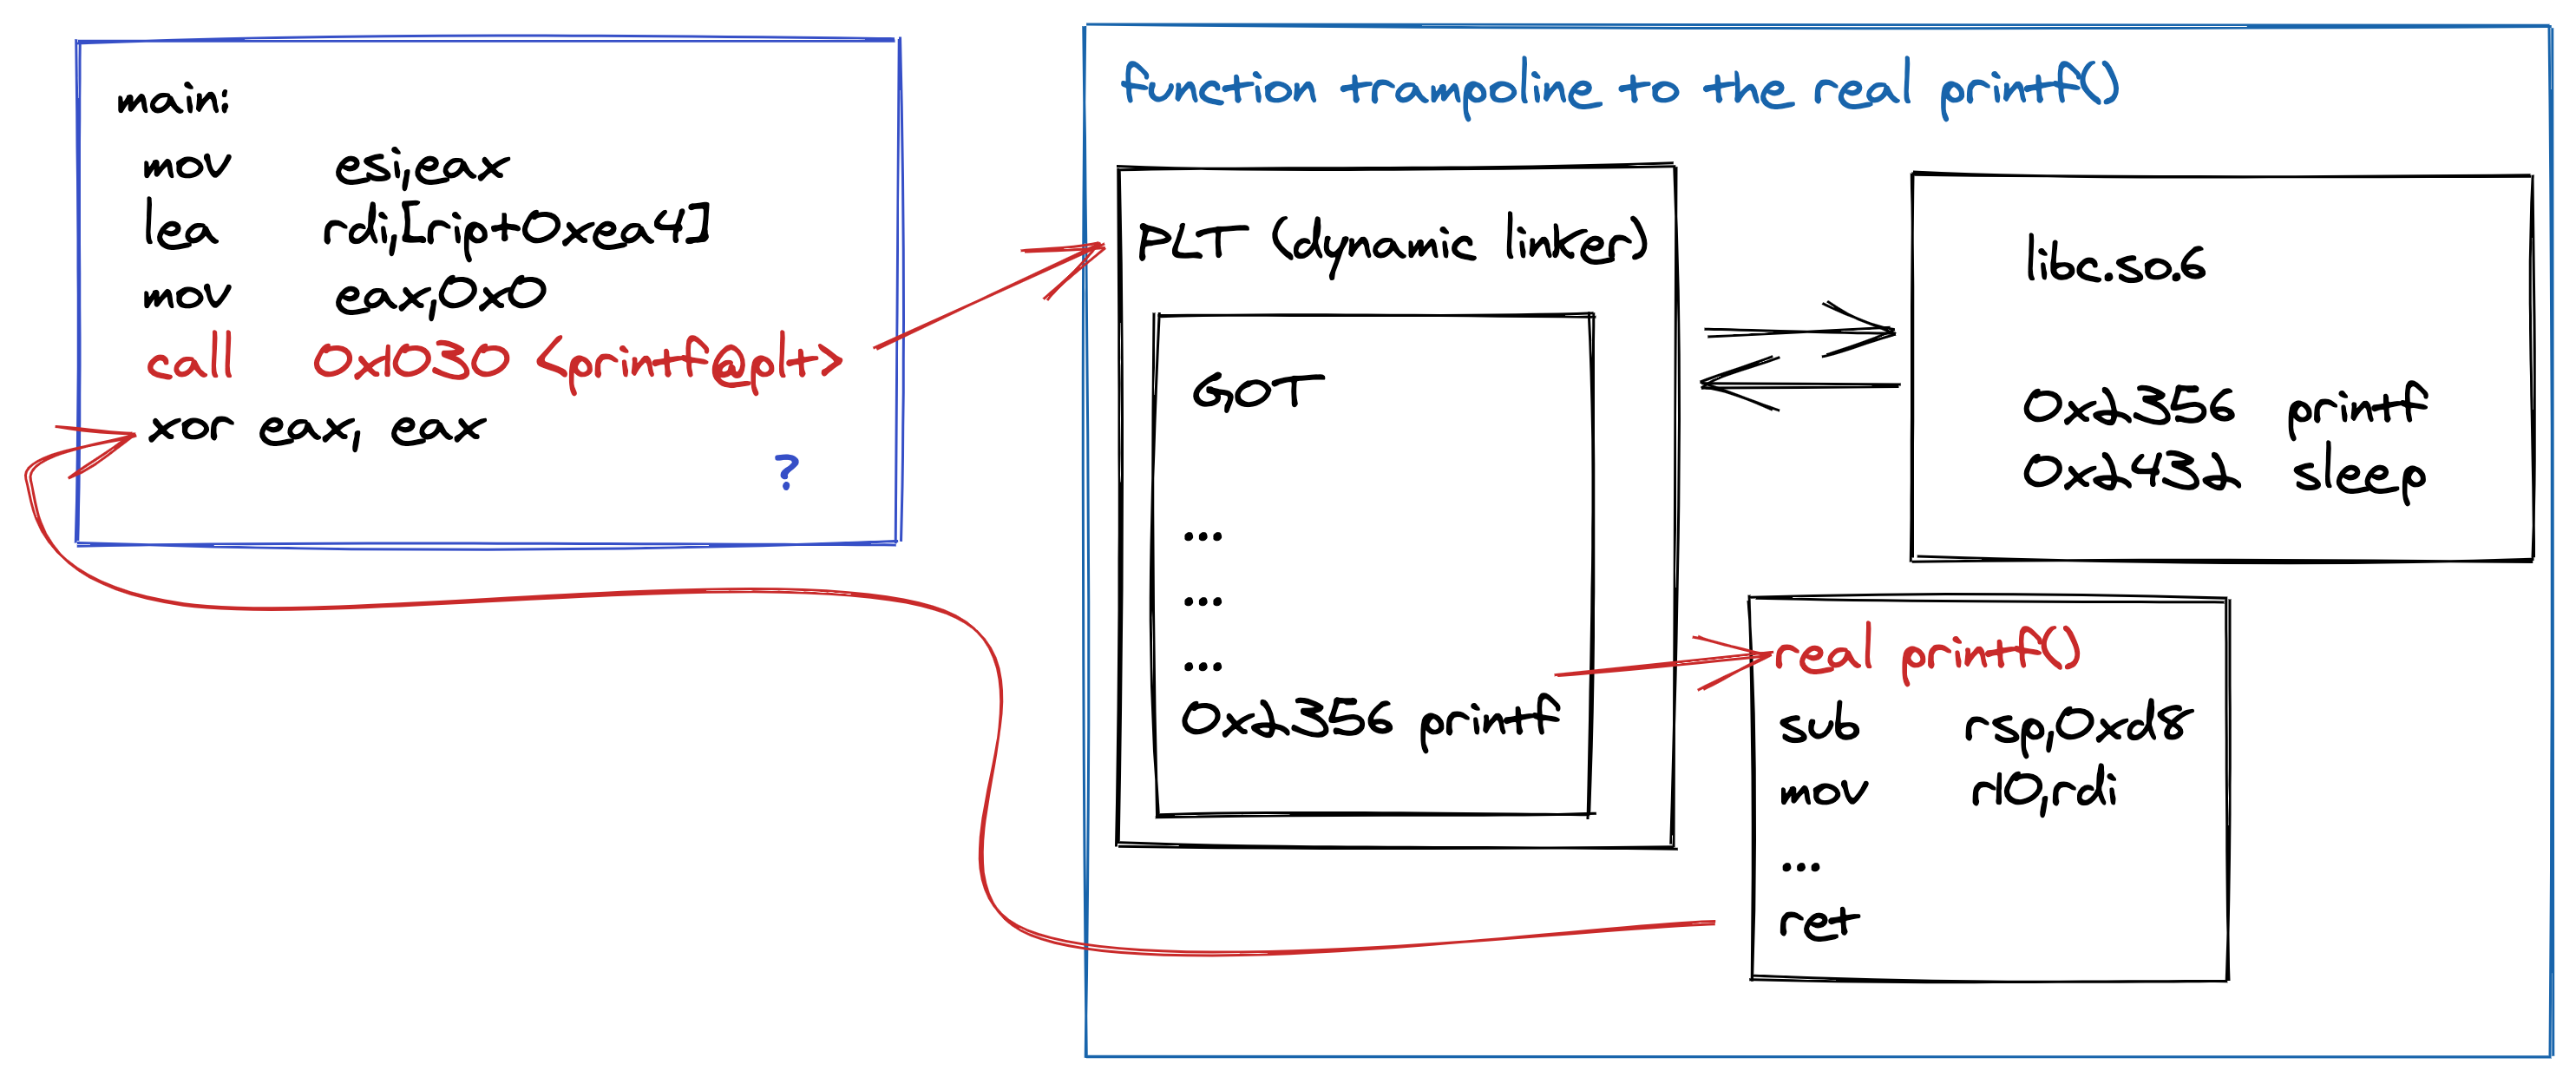 main:
mov esi,eax
lea rdi,[rip+0xea4]
mov eax,0x0
call 0x1030 <printf@plt>
xor eax, eax
?
function trampoline to the real printf()
PLT (dynamic linker)
GOT
...
...
...
0x2356 printf
libc.so.6
0x2356 printf
0x2432 sleep
real printf()
sub rsp,0xd8
mov r10,rdi
...
ret